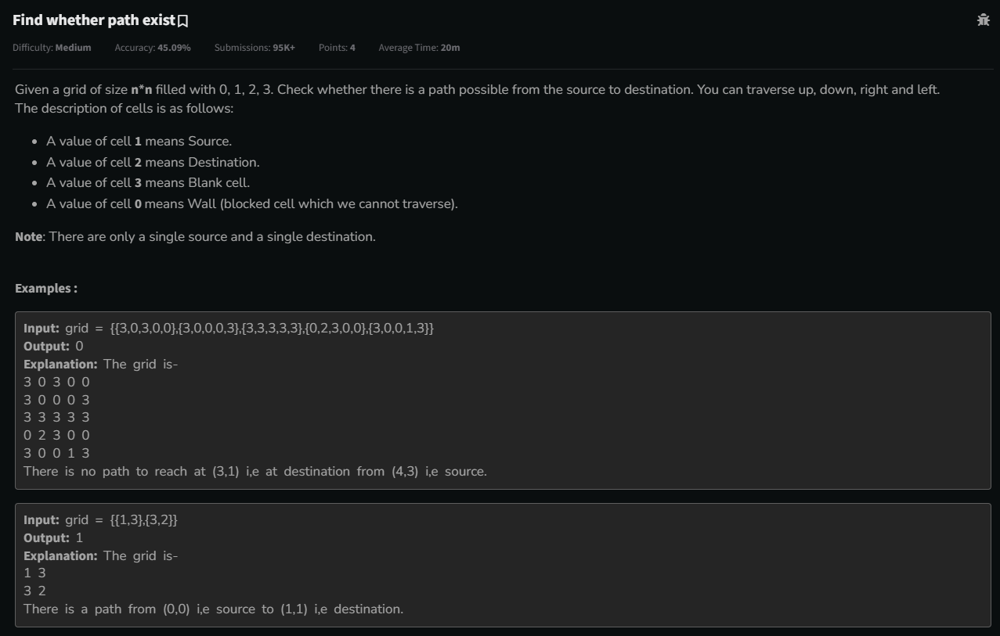 Find whether path exist
Difficulty: Medium Accuracy: 45.09% Submissions: 95K+ Points: 4 Average Time: 20m
Given a grid of size n*n filled with 0, 1, 2, 3. Check whether there is a path possible from the source to destination. You can traverse up, down, right and left.
The description of cells is as follows:
• A value of cell 1 means Source.
• A value of cell 2 means Destination.
• A value of cell 3 means Blank cell.
• A value of cell 0 means Wall (blocked cell which we cannot traverse).
Note: There are only a single source and a single destination.
Examples :
Input: grid = {{3,0,3,0,0},{3,0,0,0,3},{3,3,3,3,3},{0,2,3,0,0},{3,0,0,1,3}}
Output: 0
Explanation: The grid is-
3 0 3 0 0
3 0 0 0 3
3 3 3 3 3
0 2 3 0 0
3 0 0 1 3
There is no path to reach at (3,1) i,e at destination from (4,3) i,e source.
Input: grid = {{1,3},{3,2}}
Output: 1
Explanation: The grid is-
1 3
3 2
There is a path from (0,0) i,e source to (1,1) i,e destination.